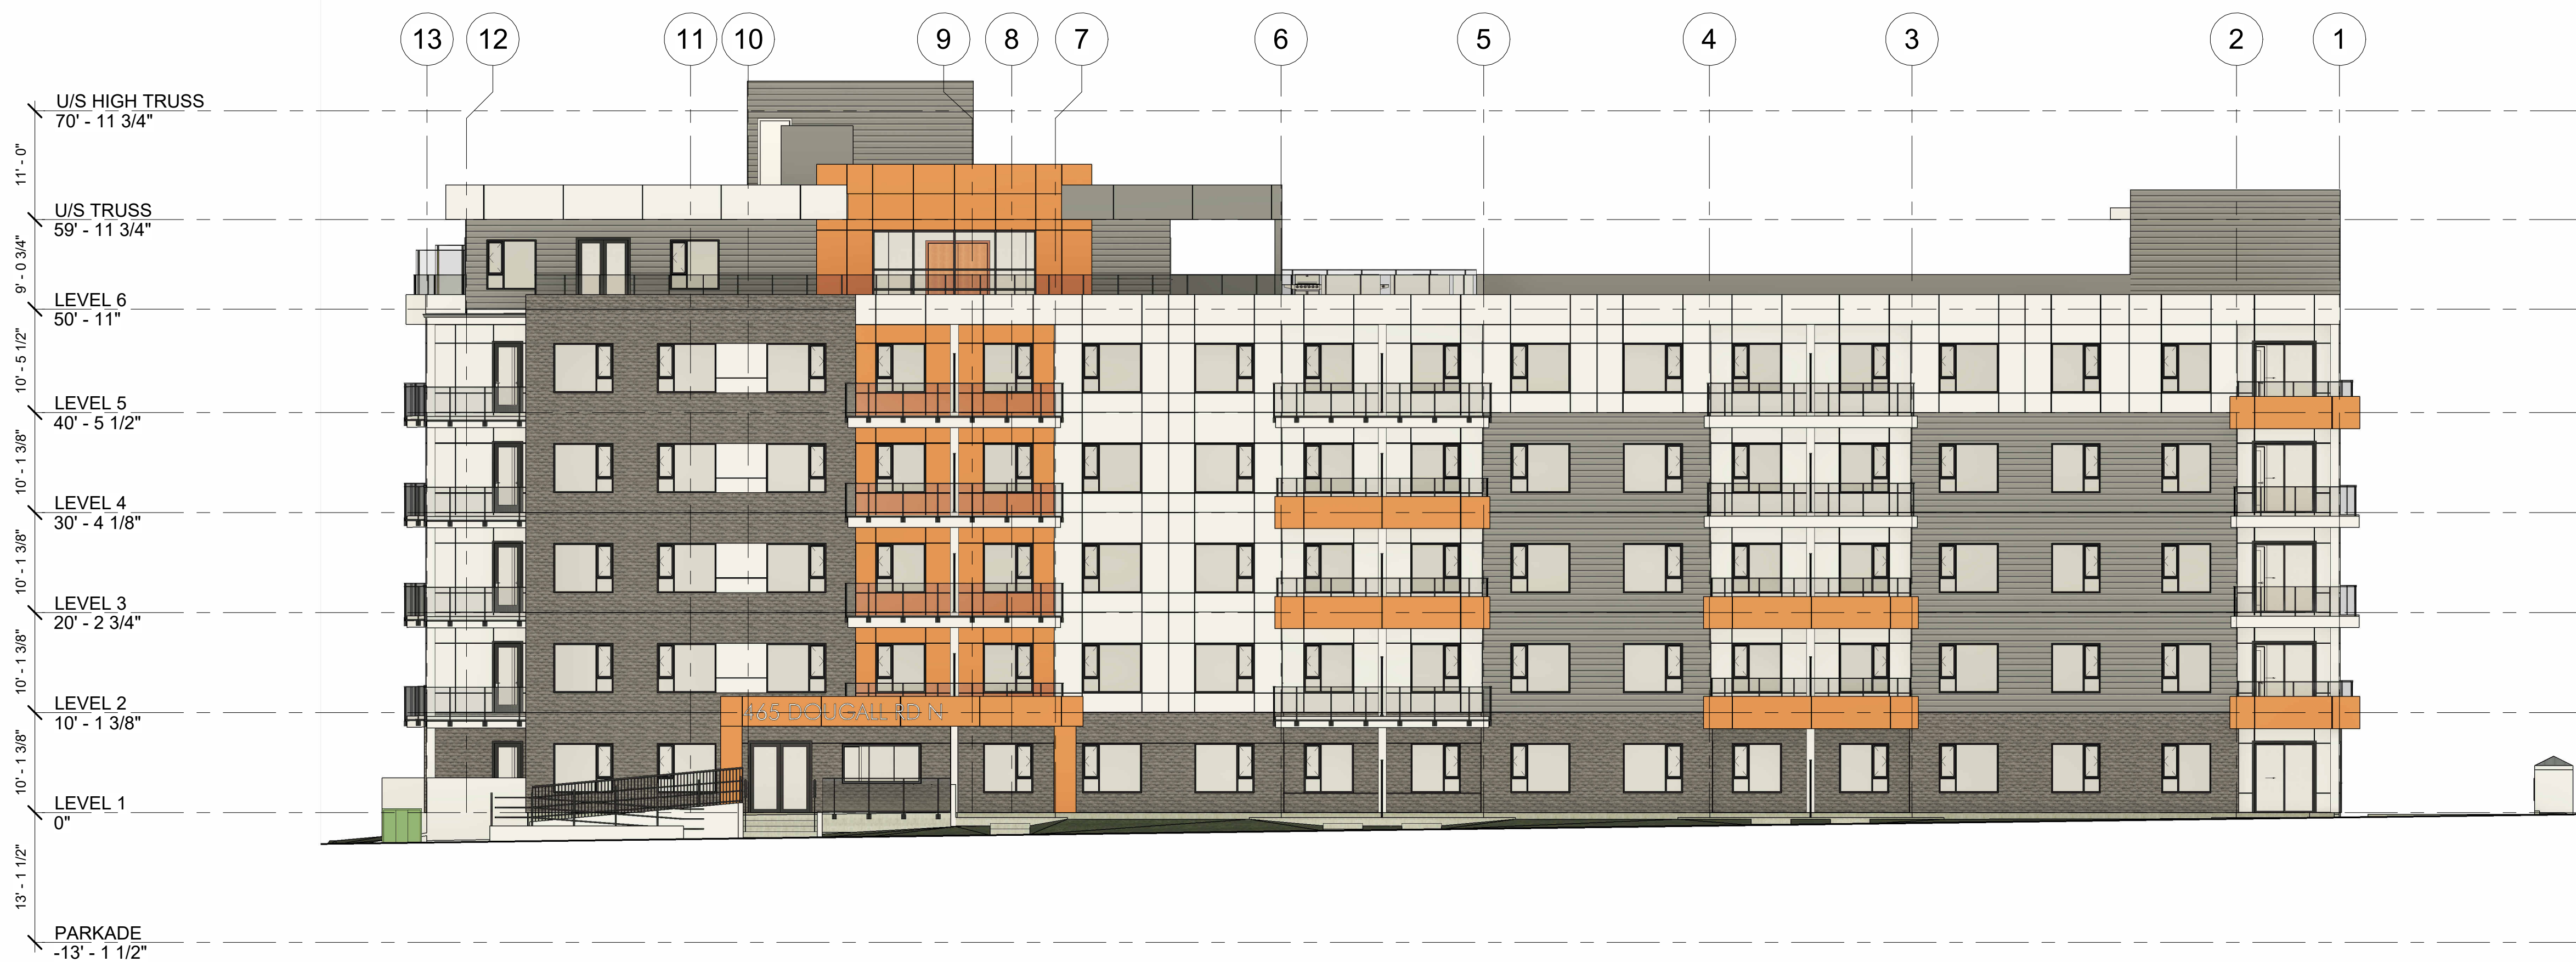 13 12 11 10 9 8 7 6 5 4 3 2 1
U/S HIGH TRUSS
70' - 11 3/4"
11' - 0"
U/S TRUSS
59' - 11 3/4"
9' - 0 3/4"
LEVEL 6
50' - 11"
10' - 5 1/2"
LEVEL 5
40' - 5 1/2"
10' - 1 3/8"
LEVEL 4
30' - 4 1/8"
10' - 1 3/8"
LEVEL 3
20' - 2 3/4"
10' - 1 3/8"
LEVEL 2
10' - 1 3/8"
465 DOUGALL RD N
10' - 1 3/8"
LEVEL 1
0"
13' - 1 1/2"
PARKADE
-13' - 1 1/2"